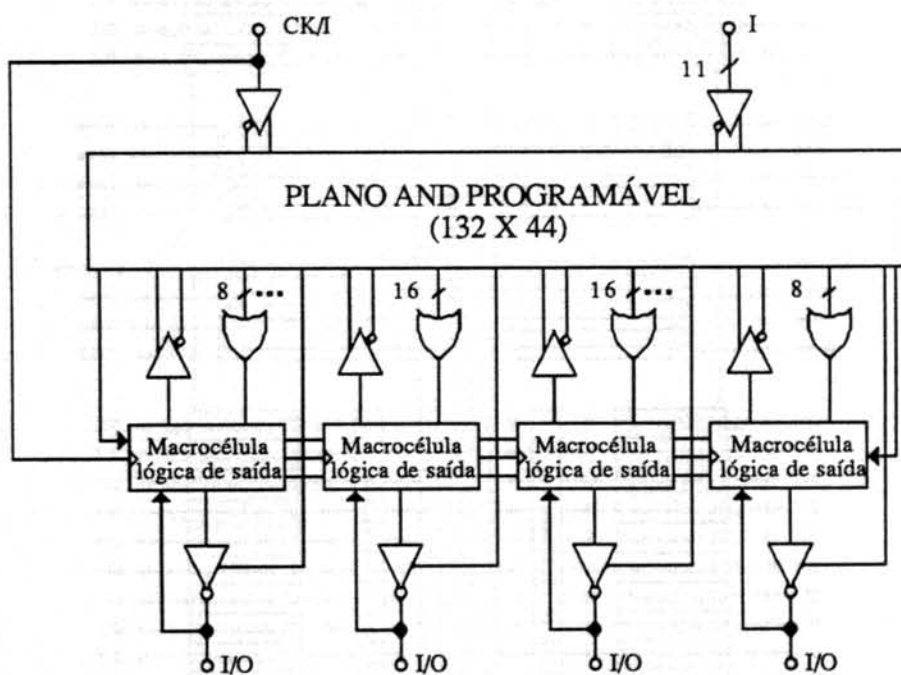 CK/I
I
11
PLANO AND PROGRAMÁVEL
(132 X 44)
8
16
16
8
Macrocélula
lógica de saída
Macrocélula
lógica de saída
Macrocélula
lógica de saída
Macrocélula
lógica de saída
I/O
I/O
I/O
I/O